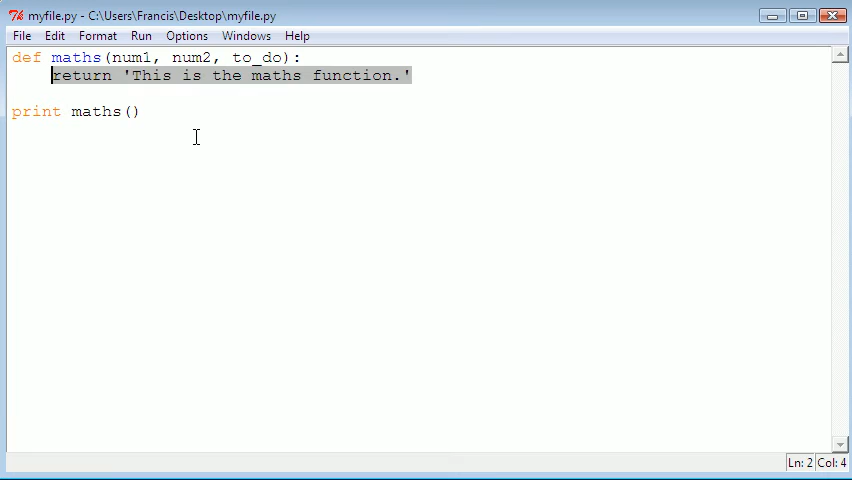 myfile.py - C:\Users\Francis\Desktop\myfile.py
File Edit Format Run Options Windows Help
def maths(num1, num2, to_do):
    return 'This is the maths function.'
print maths()
Ln: 2 Col: 4